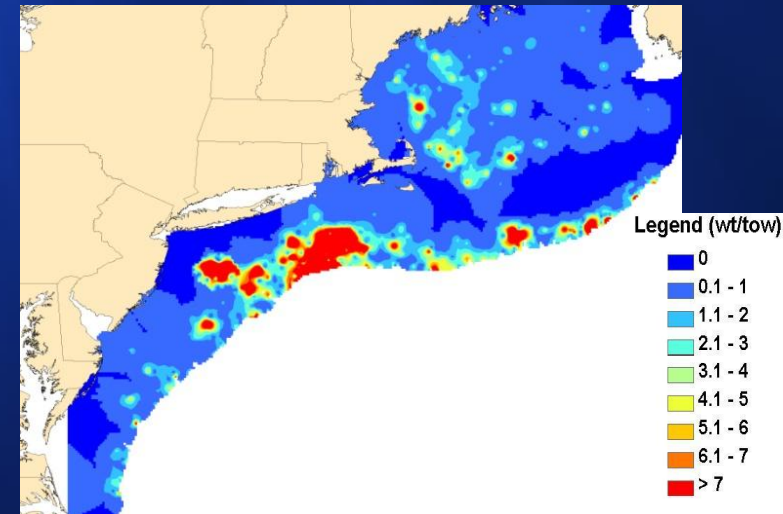 Legend (wt/tow)
0
0.1 - 1
1.1 - 2
2.1 - 3
3.1 - 4
4.1 - 5
5.1 - 6
6.1 - 7
> 7